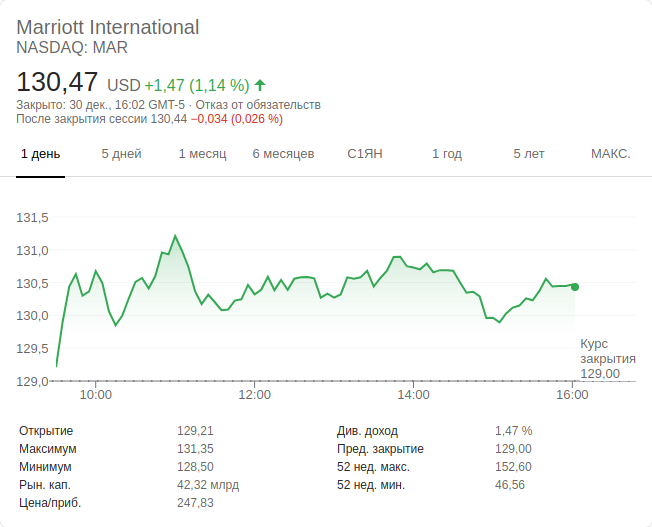 Marriott International
NASDAQ: MAR
130,47 USD +1,47 (1,14 %)
Закрыто: 30 дек., 16:02 GMT-5 · Отказ от обязательств
После закрытия сессии 130,44 −0,034 (0,026 %)
1 день 5 дней 1 месяц 6 месяцев С1ЯН 1 год 5 лет МАКС.
131,5
131,0
130,5
130,0
129,5
129,0
Курс
закрытия
129,00
10:00 12:00 14:00 16:00
Открытие 129,21 Див. доход 1,47 %
Максимум 131,35 Пред. закрытие 129,00
Минимум 128,50 52 нед. макс. 152,60
Рын. кап. 42,32 млрд 52 нед. мин. 46,56
Цена/приб. 247,83